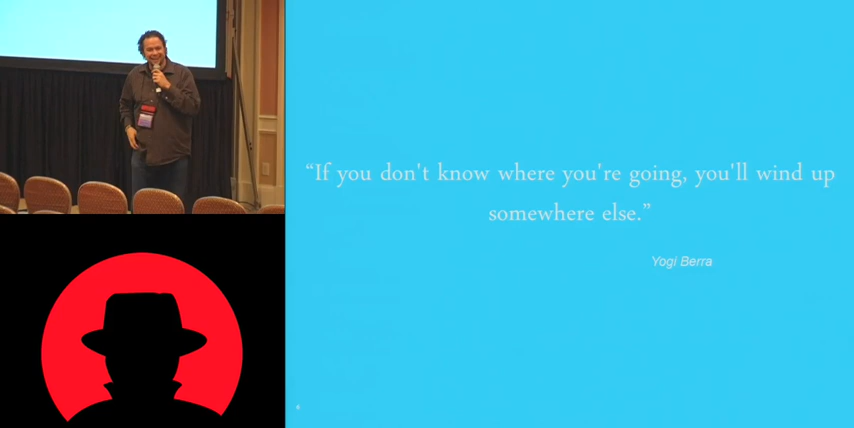 “If you don't know where you're going, you'll wind up
somewhere else.”
Yogi Berra